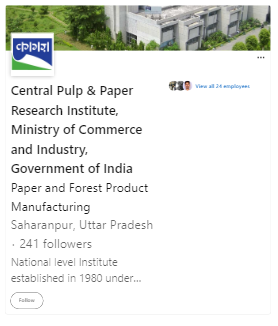 कागशा
...
Central Pulp & Paper
Research Institute,
View all 24 employees
Ministry of Commerce
and Industry,
Government of India
Paper and Forest Product
Manufacturing
Saharanpur, Uttar Pradesh
· 241 followers
National level Institute
established in 1980 under...
Follow